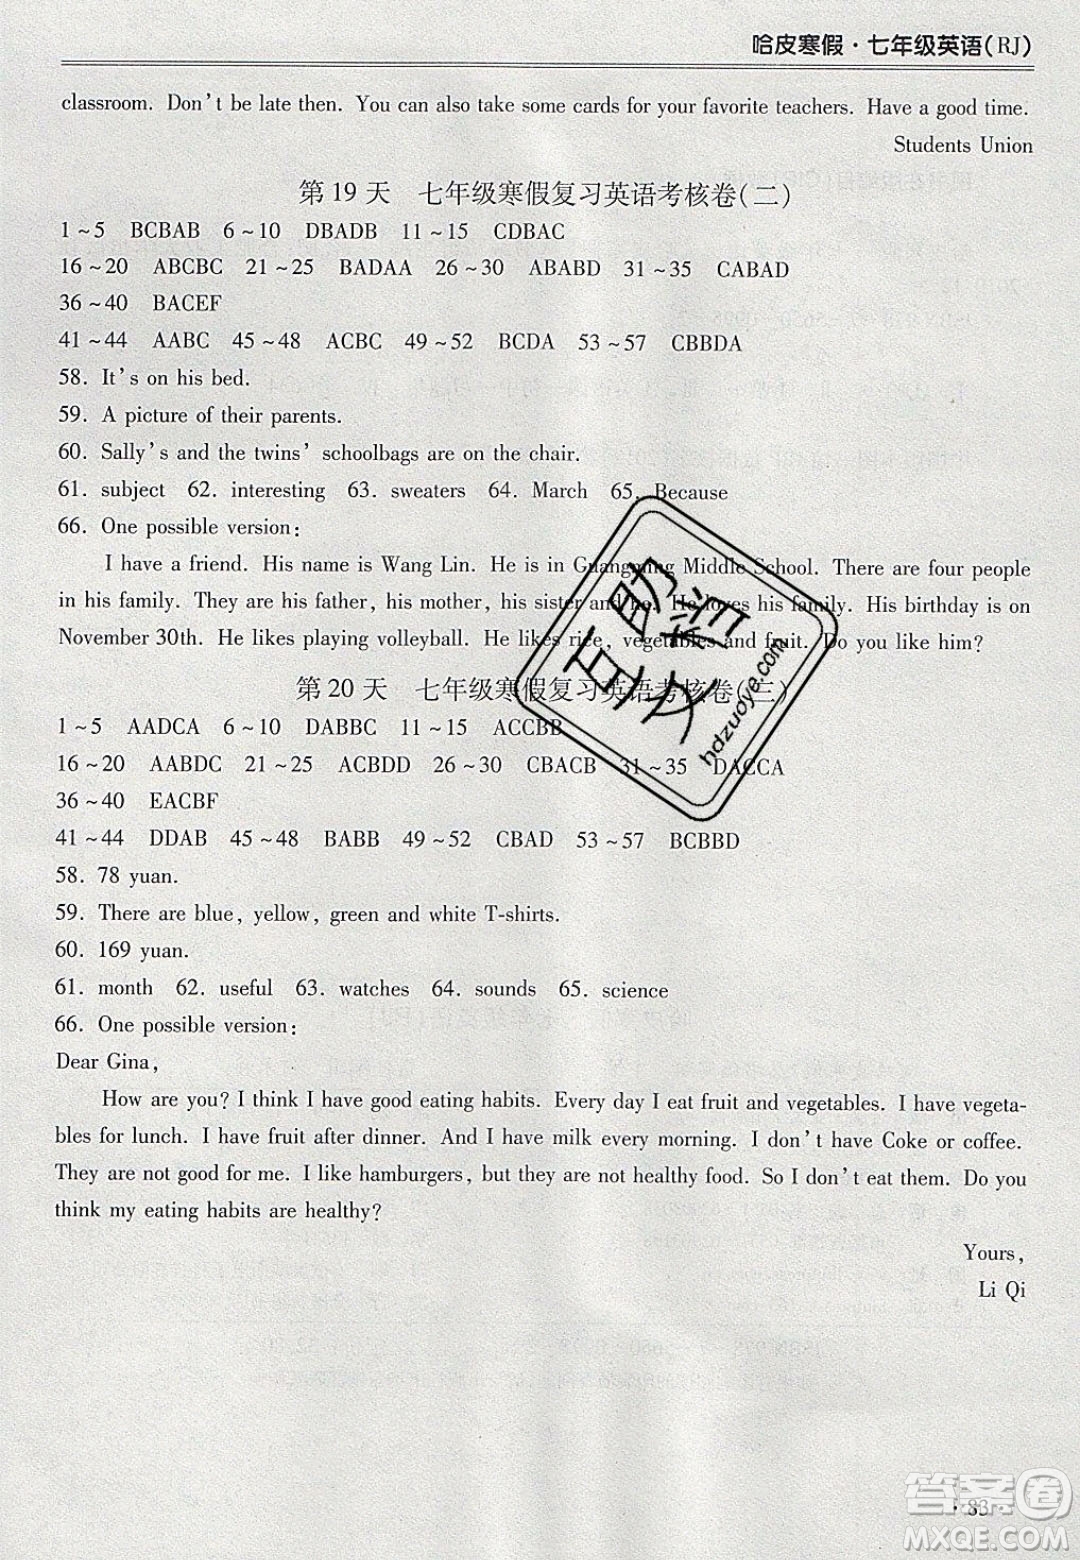 哈皮寒假·七年级英语(RJ)
classroom. Don't be late then. You can also take some cards for your favorite teachers. Have a good time.
Students Union
第 19 天 七年级寒假复习英语考核卷(二)
1~5 BCBAB 6~10 DBADB 11~15 CDBAC
16~20 ABCBC 21~25 BADAA 26~30 ABABD 31~35 CABAD
36~40 BACEF
41~44 AABC 45~48 ACBC 49~52 BCDA 53~57 CBBDA
58. It's on his bed.
59. A picture of their parents.
60. Sally's and the twins' schoolbags are on the chair.
61. subject 62. interesting 63. sweaters 64. March 65. Because
66. One possible version:
I have a friend. His name is Wang Lin. He is in Guangming Middle School. There are four people
in his family. They are his father, his mother, his sister and he. He loves his family. His birthday is on
November 30th. He likes playing volleyball. He likes rice, vegetables and fruit. Do you like him?
第 20 天 七年级寒假复习英语考核卷(三)
1~5 AADCA 6~10 DABBC 11~15 ACCBB
16~20 AABDC 21~25 ACBDD 26~30 CBACB 31~35 DACCA
36~40 EACBF
41~44 DDAB 45~48 BABB 49~52 CBAD 53~57 BCBBD
58. 78 yuan.
59. There are blue, yellow, green and white T-shirts.
60. 169 yuan.
61. month 62. useful 63. watches 64. sounds 65. science
66. One possible version:
Dear Gina,
How are you? I think I have good eating habits. Every day I eat fruit and vegetables. I have vegeta-
bles for lunch. I have fruit after dinner. And I have milk every morning. I don't have Coke or coffee.
They are not good for me. I like hamburgers, but they are not healthy food. So I don't eat them. Do you
think my eating habits are healthy?
Yours,
Li Qi
作业帮手
hdzuoye.com
答案圈
·83·
MXQE.COM